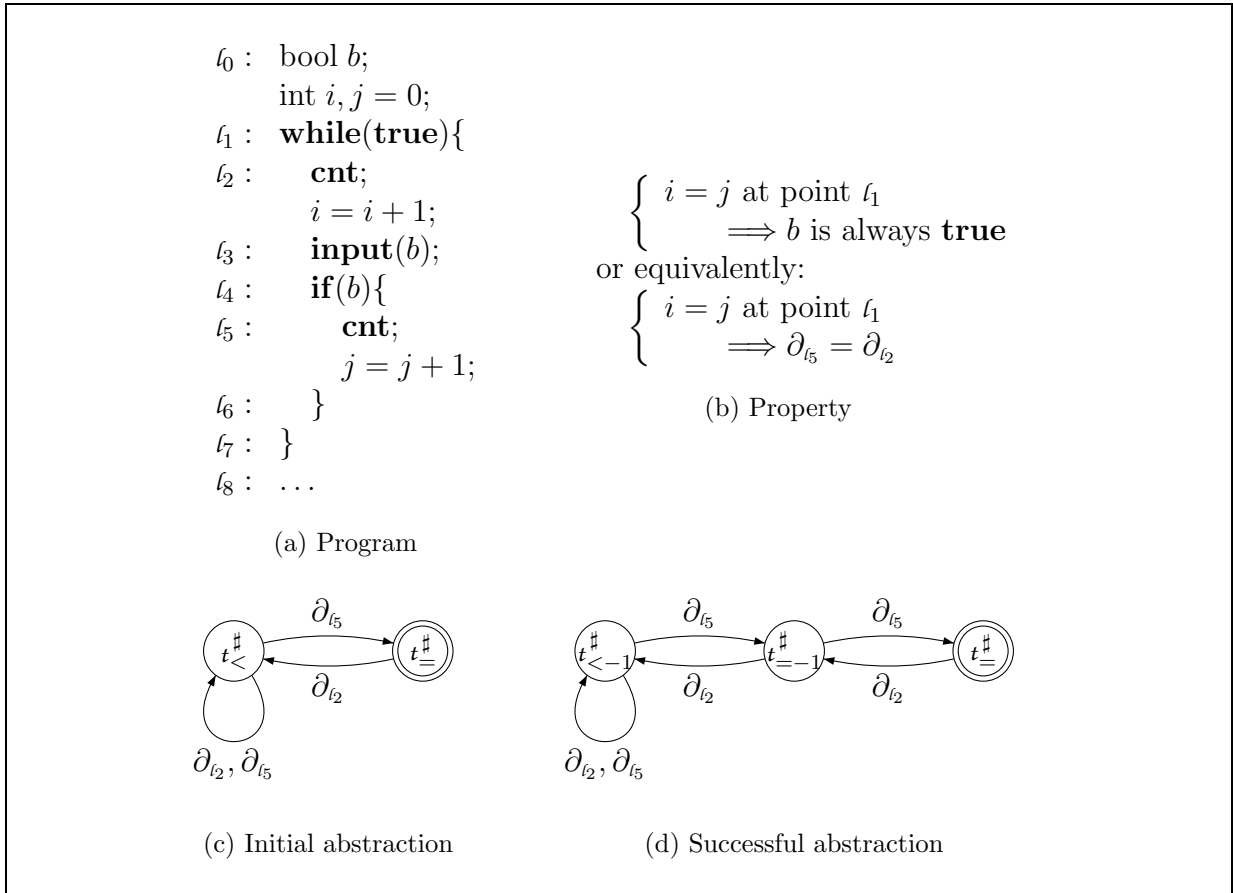 ℓ0 : bool b;
int i, j = 0;
ℓ1 : while(true){
ℓ2 : cnt;
i = i + 1;
ℓ3 : input(b);
ℓ4 : if(b){
ℓ5 : cnt;
j = j + 1;
ℓ6 : }
ℓ7 : }
ℓ8 : ...
(a) Program
{ i = j at point ℓ1
⟹ b is always true
or equivalently:
{ i = j at point ℓ1
⟹ ∂ℓ5 = ∂ℓ2
(b) Property
∂ℓ5
t♯<
t♯=
∂ℓ2
∂ℓ2, ∂ℓ5
(c) Initial abstraction
∂ℓ5 ∂ℓ5
t♯<−1 t♯=−1 t♯=
∂ℓ2 ∂ℓ2
∂ℓ2, ∂ℓ5
(d) Successful abstraction